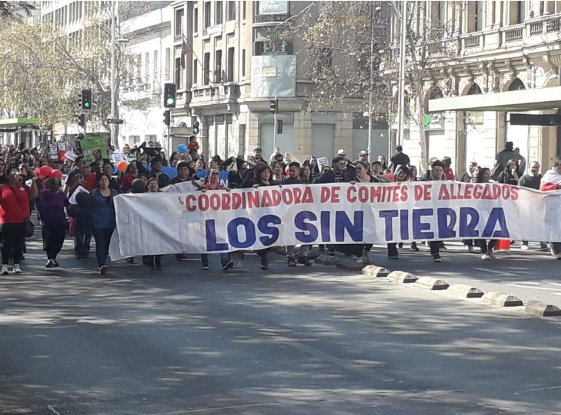 COORDINADORA DE COMITÉS DE ALLEGADOS
LOS SIN TIERRA